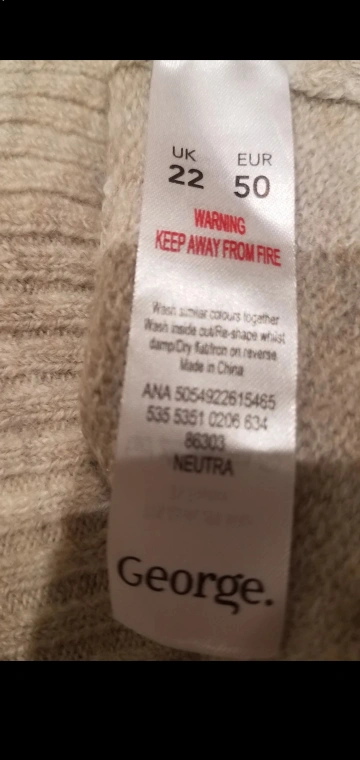 UK EUR
22 50
WARNING
KEEP AWAY FROM FIRE
Wash similar colours together
Wash inside out/Re-shape whilst
damp/Dry flat/Iron on reverse
Made in China
ANA 5054922615465
535 5351 0206 634
86303
NEUTRA
George.